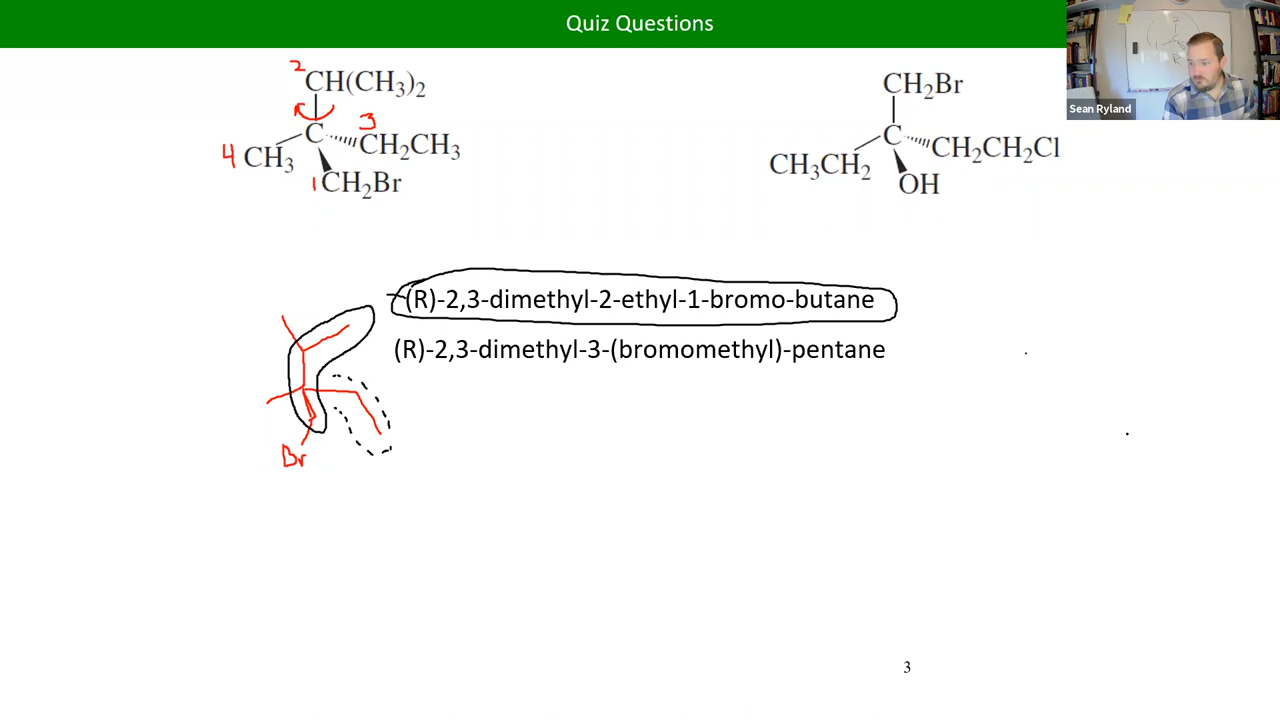 Quiz Questions
Sean Ryland
2
CH(CH₃)₂
C
3
CH₂CH₃
4 CH₃
1 CH₂Br
CH₂Br
C
CH₂CH₂Cl
CH₃CH₂
OH
(R)-2,3-dimethyl-2-ethyl-1-bromo-butane
(R)-2,3-dimethyl-3-(bromomethyl)-pentane
Br
3